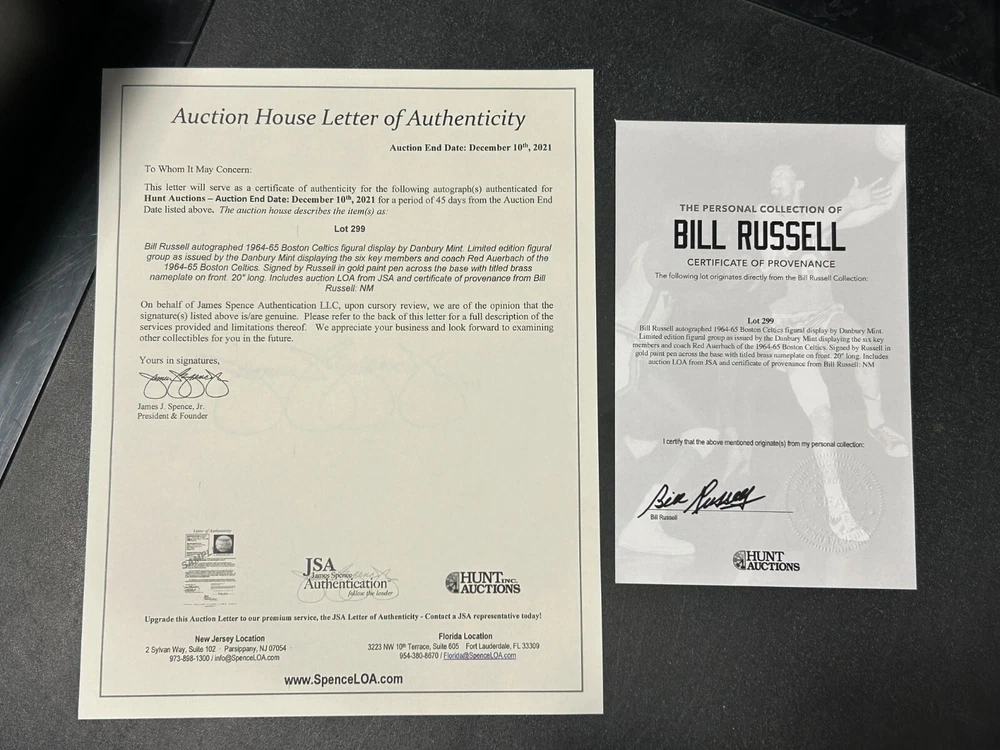 Auction House Letter of Authenticity
Auction End Date: December 10th, 2021
To Whom It May Concern:
This letter will serve as a certificate of authenticity for the following autograph(s) authenticated for
Hunt Auctions – Auction End Date: December 10th, 2021 for a period of 45 days from the Auction End
Date listed above. The auction house describes the item(s) as:
Lot 299
Bill Russell autographed 1964-65 Boston Celtics figural display by Danbury Mint. Limited edition figural
group as issued by the Danbury Mint displaying the six key members and coach Red Auerbach of the
1964-65 Boston Celtics. Signed by Russell in gold paint pen across the base with titled brass
nameplate on front. 20" long. Includes auction LOA from JSA and certificate of provenance from Bill
Russell: NM
On behalf of James Spence Authentication LLC, upon cursory review, we are of the opinion that the
signature(s) listed above is/are genuine. Please refer to the back of this letter for a full description of the
services provided and limitations thereof. We appreciate your business and look forward to examining
other collectibles for you in the future.
Yours in signatures,
James J. Spence, Jr.
President & Founder
Letter of Authenticity
SAMPLE
JSA
James Spence
Authentication
follow the leader
HUNT INC.
AUCTIONS
Upgrade this Auction Letter to our premium service, the JSA Letter of Authenticity - Contact a JSA representative today!
New Jersey Location
2 Sylvan Way, Suite 102 · Parsippany, NJ 07054
973-898-1300 / info@SpenceLOA.com
Florida Location
3223 NW 10th Terrace, Suite 605 Fort Lauderdale, FL 33309
954-380-8670 / Florida@SpenceLOA.com
www.SpenceLOA.com
THE PERSONAL COLLECTION OF
BILL RUSSELL
CERTIFICATE OF PROVENANCE
The following lot originates directly from the Bill Russell Collection:
Lot 299
Bill Russell autographed 1964-65 Boston Celtics figural display by Danbury Mint.
Limited edition figural group as issued by the Danbury Mint displaying the six key
members and coach Red Auerbach of the 1964-65 Boston Celtics. Signed by Russell in
gold paint pen across the base with titled brass nameplate on front. 20" long. Includes
auction LOA from JSA and certificate of provenance from Bill Russell: NM
I certify that the above mentioned originate(s) from my personal collection:
Bill Russell
Bill Russell
HUNT
AUCTIONS